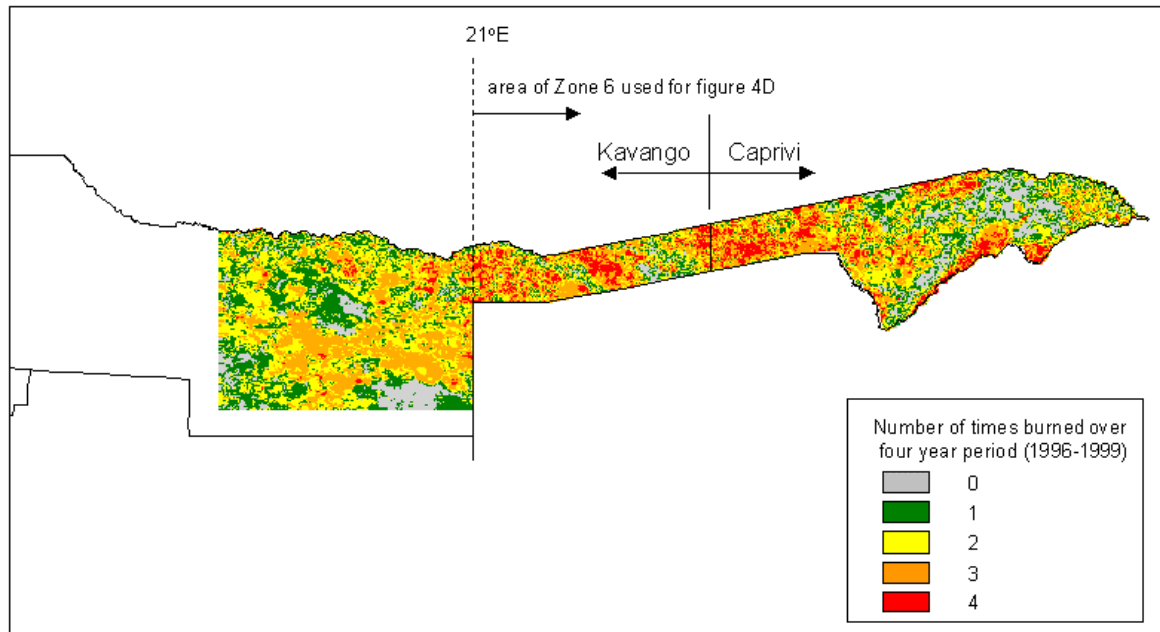 21ºE
area of Zone 6 used for figure 4D
Kavango
Caprivi
Number of times burned over
four year period (1996-1999)
0
1
2
3
4